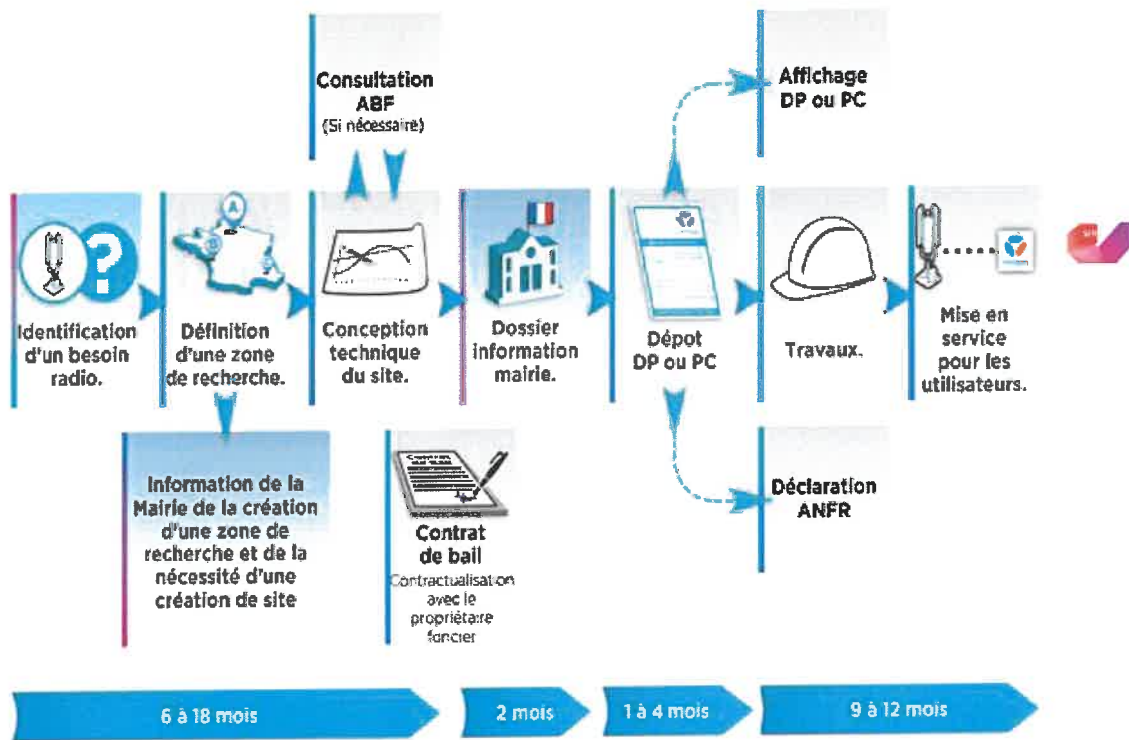 Consultation
ABF
(Si nécessaire)
Affichage
DP ou PC
A
?
Identification
d'un besoin
radio.
Définition
d'une zone
de recherche.
Conception
technique
du site.
Dossier
information
mairie.
Dépot
DP ou PC
Travaux.
Mise en
service
pour les
utilisateurs.
Information de la
Mairie de la création
d'une zone de
recherche et de la
nécessité d'une
création de site
Contrat
de bail
Contractualisation
avec le
propriétaire
foncier
Déclaration
ANFR
6 à 18 mois
2 mois
1 à 4 mois
9 à 12 mois